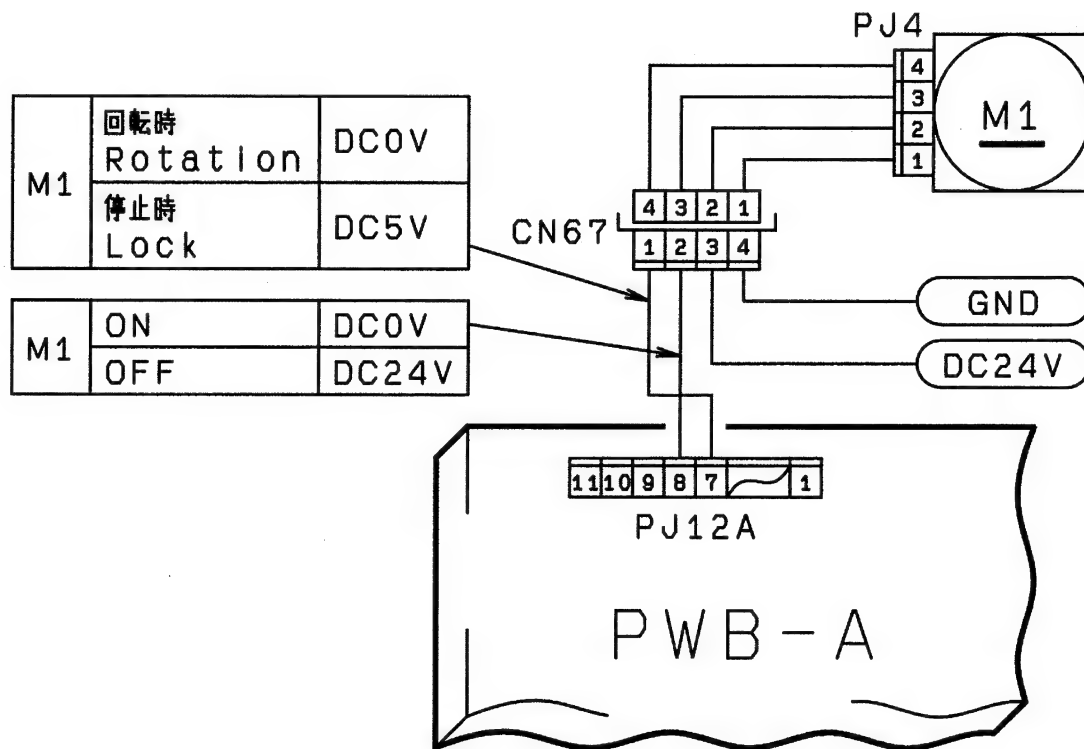 PJ4
4
3
2
1
M1
M1
回転時
Rotation
DC0V
停止時
Lock
DC5V
CN67
4 3 2 1
1 2 3 4
M1
ON
DC0V
OFF
DC24V
GND
DC24V
11 10 9 8 7 1
PJ12A
PWB-A